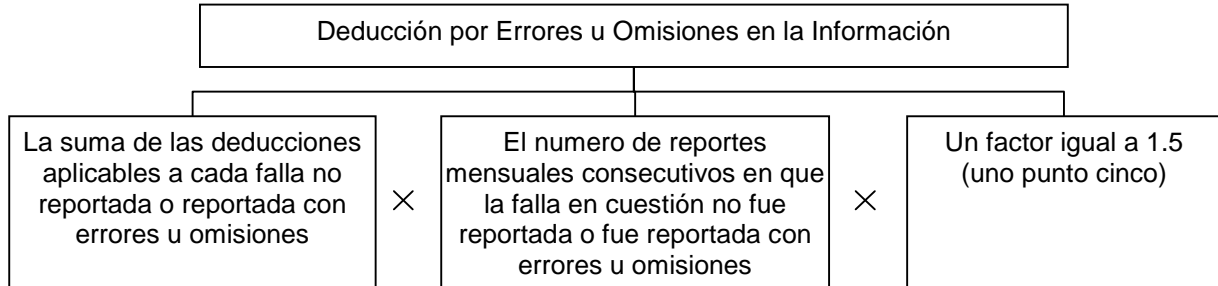 Deducción por Errores u Omisiones en la Información
La suma de las deducciones
aplicables a cada falla no
reportada o reportada con
errores u omisiones
×
El numero de reportes
mensuales consecutivos en que
la falla en cuestión no fue
reportada o fue reportada con
errores u omisiones
×
Un factor igual a 1.5
(uno punto cinco)